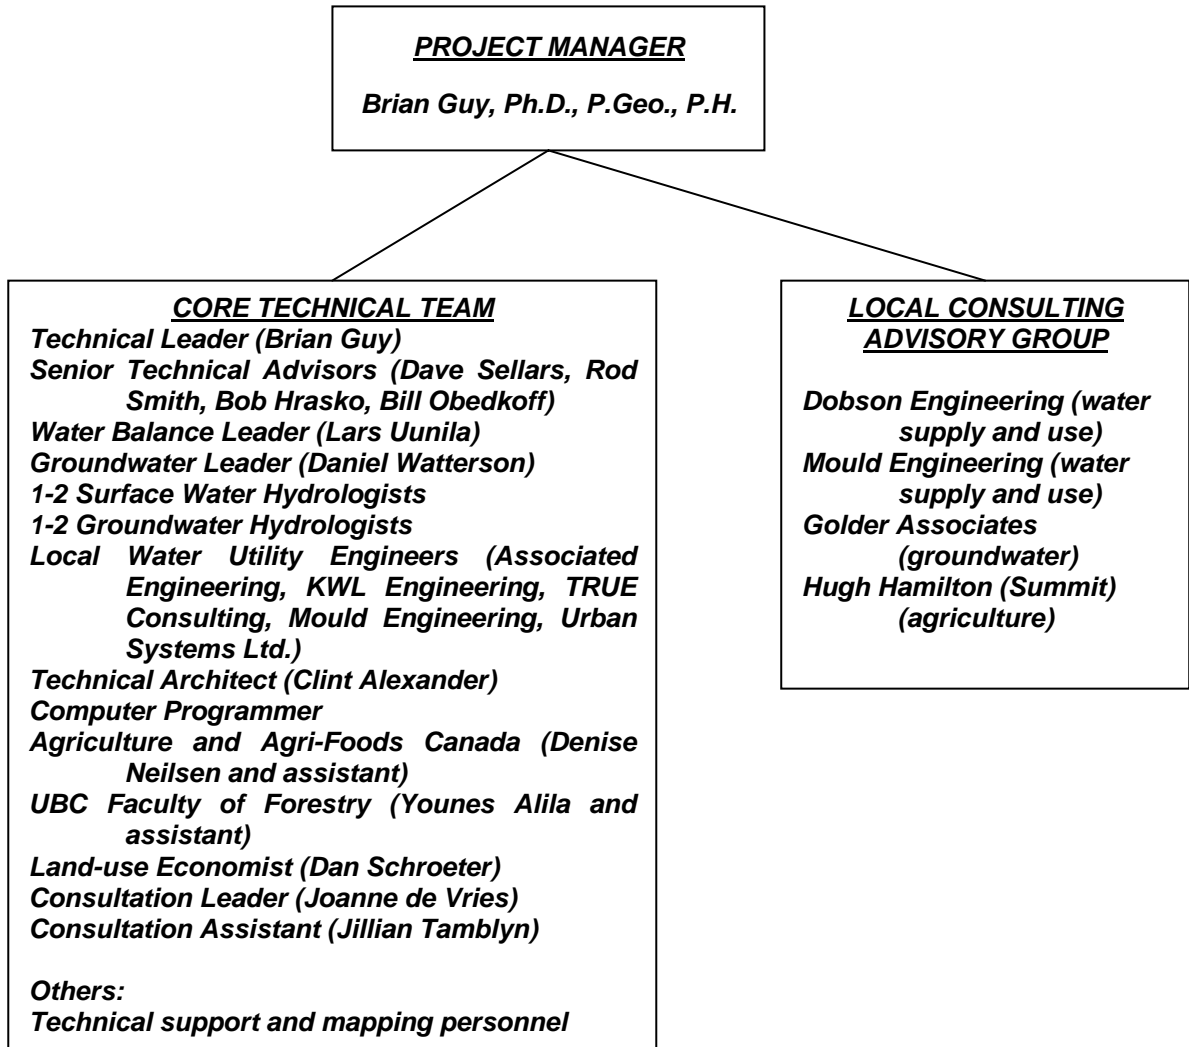 PROJECT MANAGER
Brian Guy, Ph.D., P.Geo., P.H.
CORE TECHNICAL TEAM
Technical Leader (Brian Guy)
Senior Technical Advisors (Dave Sellars, Rod
Smith, Bob Hrasko, Bill Obedkoff)
Water Balance Leader (Lars Uunila)
Groundwater Leader (Daniel Watterson)
1-2 Surface Water Hydrologists
1-2 Groundwater Hydrologists
Local Water Utility Engineers (Associated
Engineering, KWL Engineering, TRUE
Consulting, Mould Engineering, Urban
Systems Ltd.)
Technical Architect (Clint Alexander)
Computer Programmer
Agriculture and Agri-Foods Canada (Denise
Neilsen and assistant)
UBC Faculty of Forestry (Younes Alila and
assistant)
Land-use Economist (Dan Schroeter)
Consultation Leader (Joanne de Vries)
Consultation Assistant (Jillian Tamblyn)
Others:
Technical support and mapping personnel
LOCAL CONSULTING
ADVISORY GROUP
Dobson Engineering (water
supply and use)
Mould Engineering (water
supply and use)
Golder Associates
(groundwater)
Hugh Hamilton (Summit)
(agriculture)